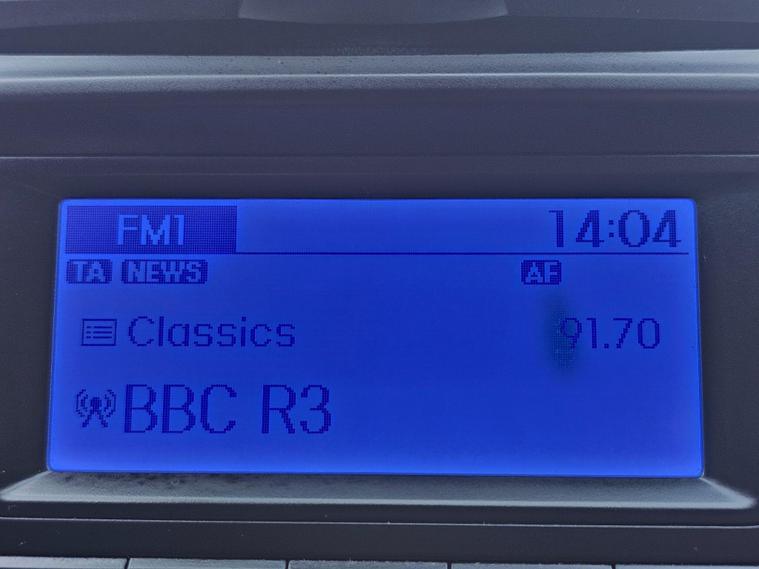 FM1 14:04
TA NEWS AF
Classics 91.70
BBC R3